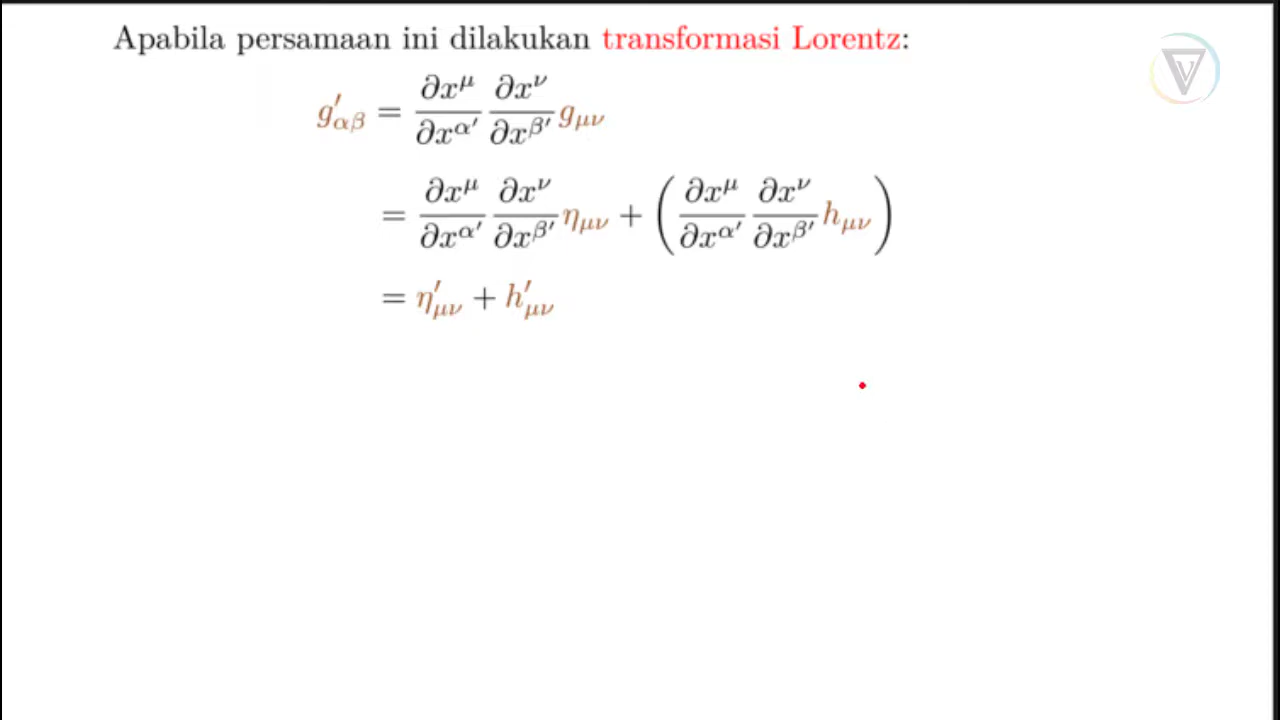 Apabila persamaan ini dilakukan transformasi Lorentz:
g′_{αβ} = ∂x^μ/∂x^{α′} ∂x^ν/∂x^{β′} g_{μν}
= ∂x^μ/∂x^{α′} ∂x^ν/∂x^{β′} η_{μν} + (∂x^μ/∂x^{α′} ∂x^ν/∂x^{β′} h_{μν})
= η′_{μν} + h′_{μν}